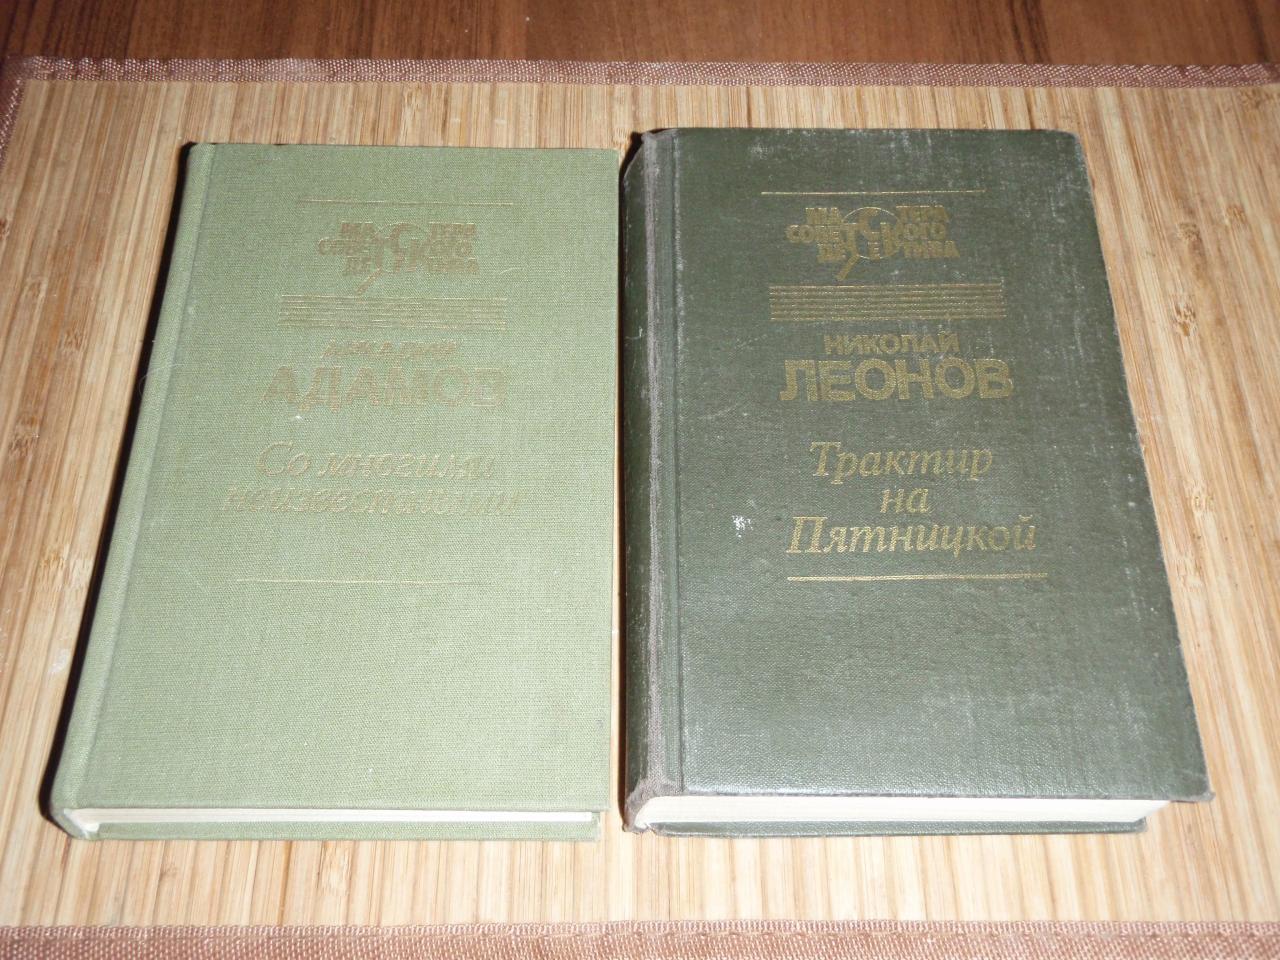 МАСТЕРА
СОВЕТСКОГО
ДЕТЕКТИВА
АРКАДИЙ
АДАМОВ
Со многими
неизвестными
МАСТЕРА
СОВЕТСКОГО
ДЕТЕКТИВА
НИКОЛАЙ
ЛЕОНОВ
Трактир
на
Пятницкой